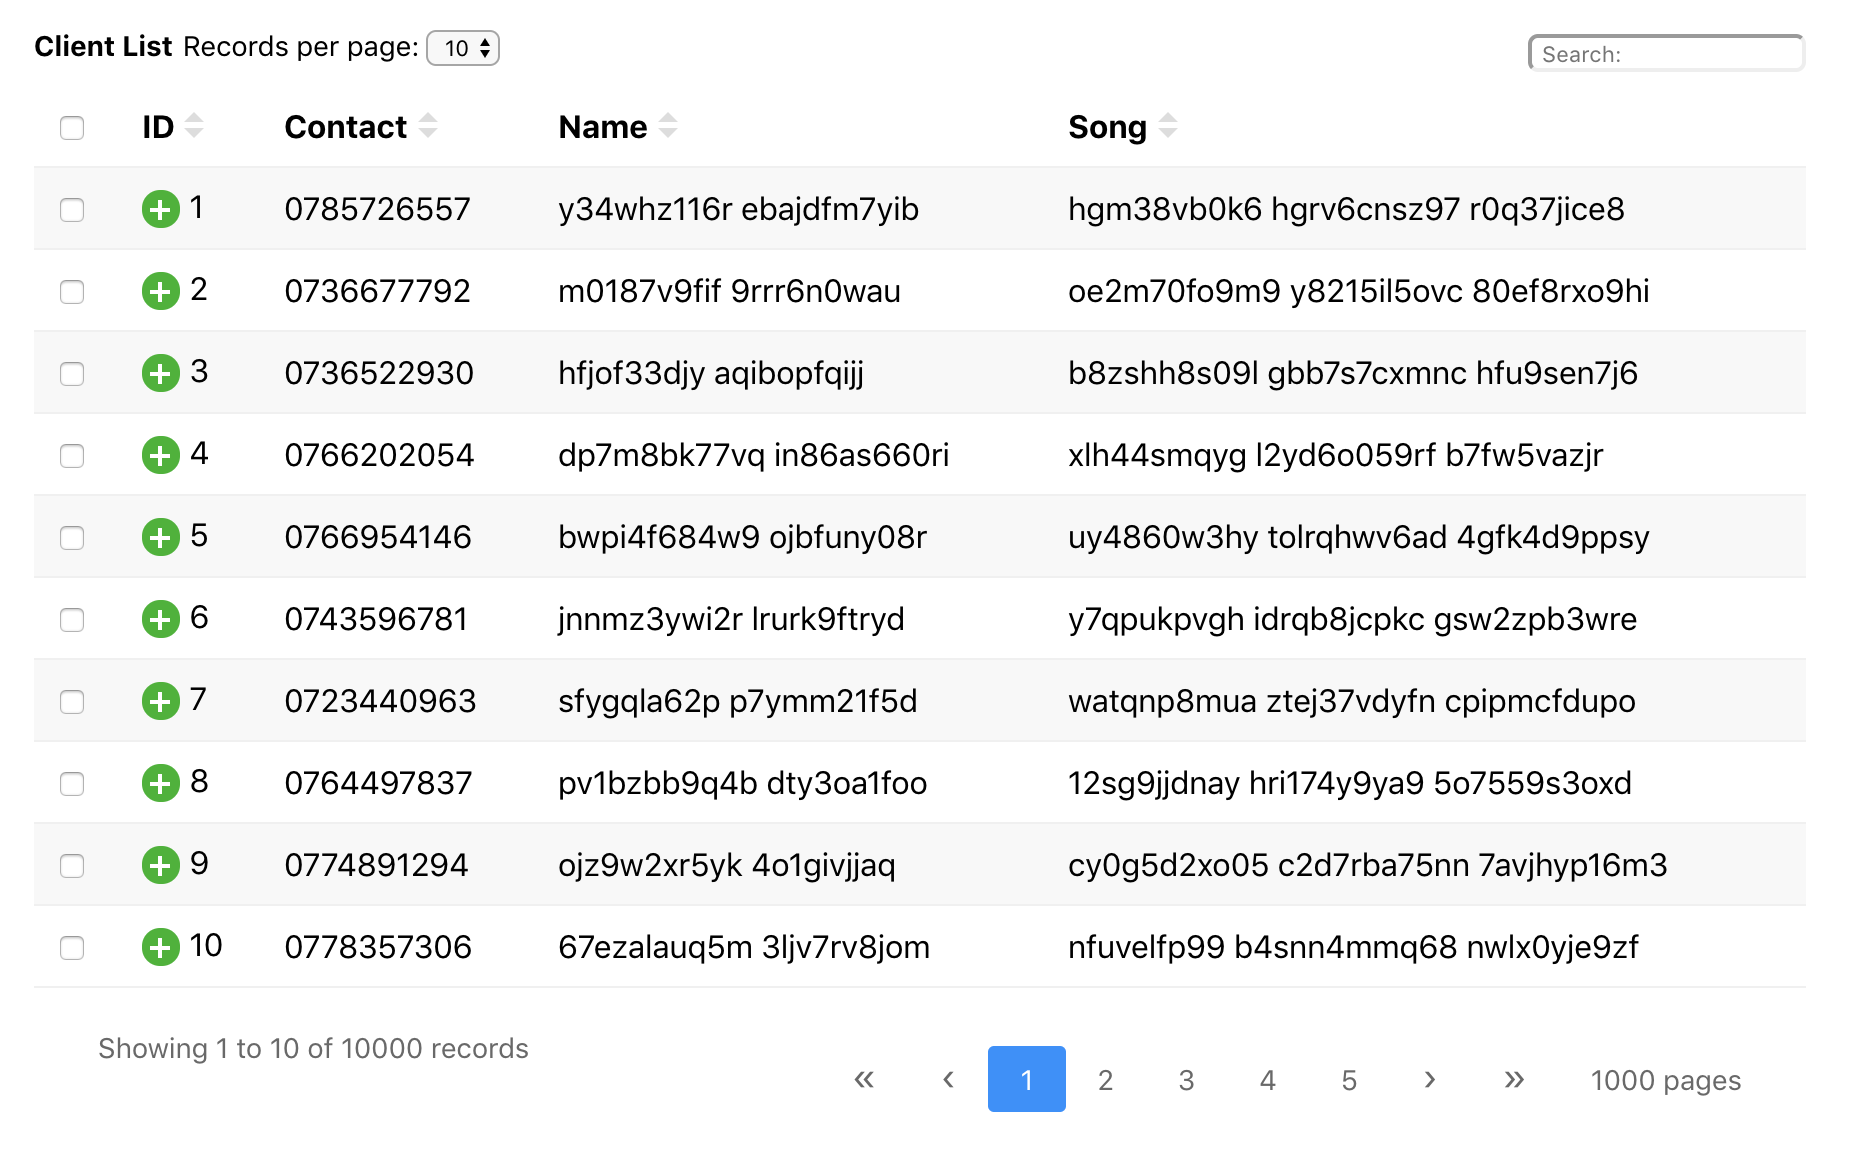 Client List Records per page: 10
Search:
ID Contact Name Song
1 0785726557 y34whz116r ebajdfm7yib hgm38vb0k6 hgrv6cnsz97 r0q37jice8
2 0736677792 m0187v9fif 9rrr6n0wau oe2m70fo9m9 y8215il5ovc 80ef8rxo9hi
3 0736522930 hfjof33djy aqibopfqijj b8zshh8s09l gbb7s7cxmnc hfu9sen7j6
4 0766202054 dp7m8bk77vq in86as660ri xlh44smqyg l2yd6o059rf b7fw5vazjr
5 0766954146 bwpi4f684w9 ojbfuny08r uy4860w3hy tolrqhwv6ad 4gfk4d9ppsy
6 0743596781 jnnmz3ywi2r lrurk9ftryd y7qpukpvgh idrqb8jcpkc gsw2zpb3wre
7 0723440963 sfygqla62p p7ymm21f5d watqnp8mua ztej37vdyfn cpipmcfdupo
8 0764497837 pv1bzbb9q4b dty3oa1foo 12sg9jjdnay hri174y9ya9 5o7559s3oxd
9 0774891294 ojz9w2xr5yk 4o1givjjaq cy0g5d2xo05 c2d7rba75nn 7avjhyp16m3
10 0778357306 67ezalauq5m 3ljv7rv8jom nfuvelfp99 b4snn4mmq68 nwlx0yje9zf
Showing 1 to 10 of 10000 records
« ‹ 1 2 3 4 5 › » 1000 pages